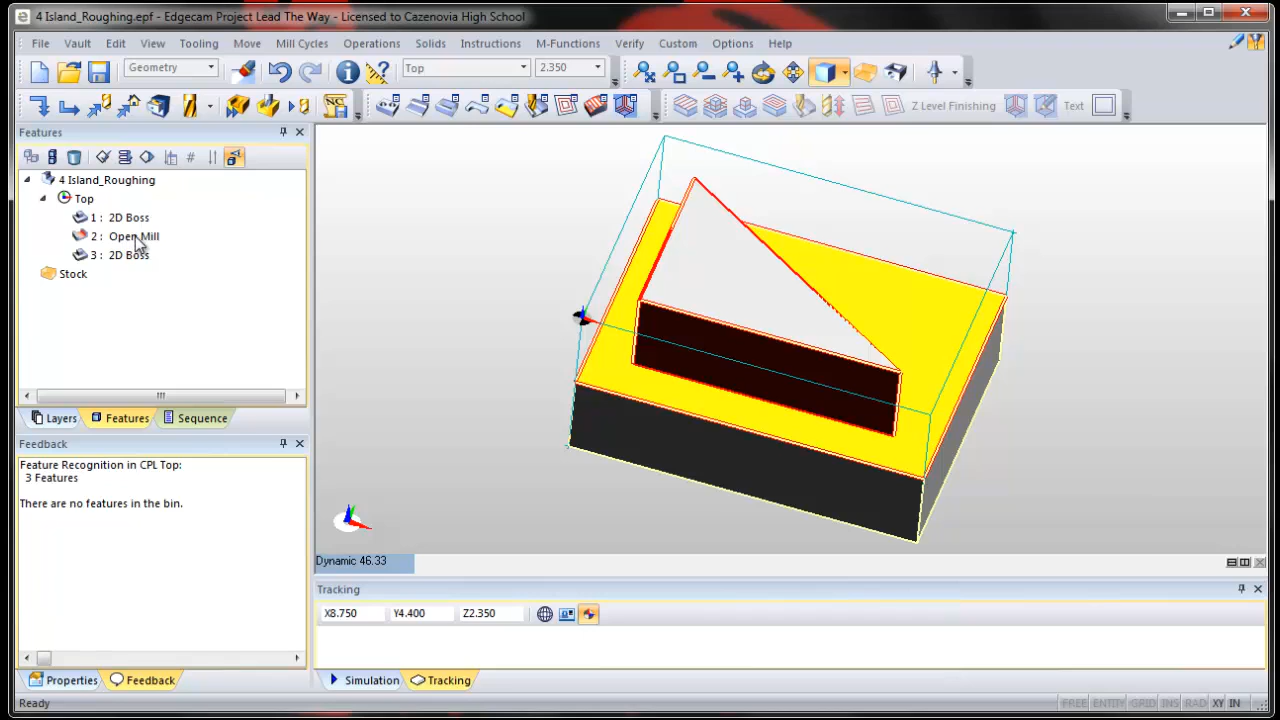 4 Island_Roughing.epf - Edgecam Project Lead The Way - Licensed to Cazenovia High School
File Vault Edit View Tooling Move Mill Cycles Operations Solids Instructions M-Functions Verify Custom Options Help
Geometry Top 2.350
NC Z Level Finishing Text
Features
4 Island_Roughing
Top
1 : 2D Boss
2 : Open Mill
3 : 2D Boss
Stock
Layers Features Sequence
Feedback
Feature Recognition in CPL Top:
3 Features
There are no features in the bin.
Properties Feedback
Dynamic 46.33
Tracking
X8.750 Y4.400 Z2.350
Simulation Tracking
Ready FREE ENTITY GRID INS RAD XY IN